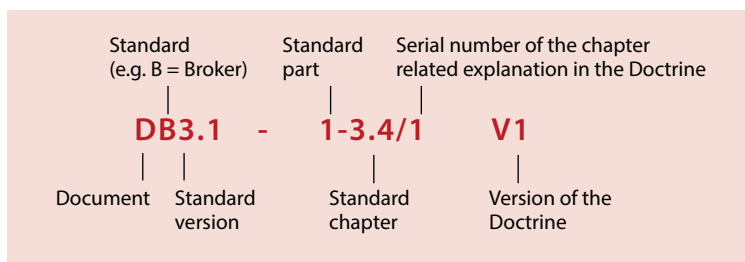 Standard
(e.g. B = Broker)
Standard
part
Serial number of the chapter
related explanation in the Doctrine
DB3.1 - 1-3.4/1 V1
Document
Standard
version
Standard
chapter
Version of the
Doctrine